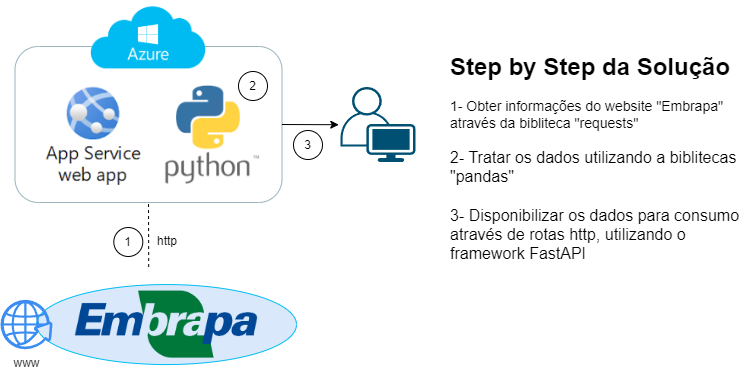 Azure
2
App Service
web app
python™
3
1
http
Embrapa
www
Step by Step da Solução
1- Obter informações do website "Embrapa"
através da bibliteca "requests"
2- Tratar os dados utilizando a biblitecas
"pandas"
3- Disponibilizar os dados para consumo
através de rotas http, utilizando o
framework FastAPI